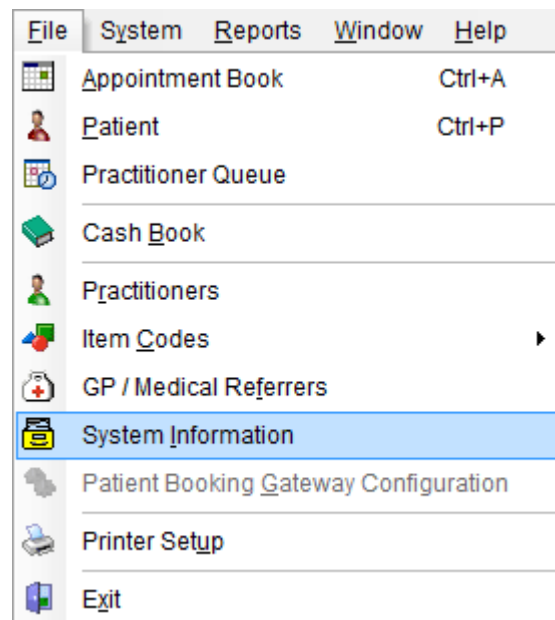 File System Reports Window Help
Appointment Book Ctrl+A
Patient Ctrl+P
Practitioner Queue
Cash Book
Practitioners
Item Codes
GP / Medical Referrers
System Information
Patient Booking Gateway Configuration
Printer Setup
Exit